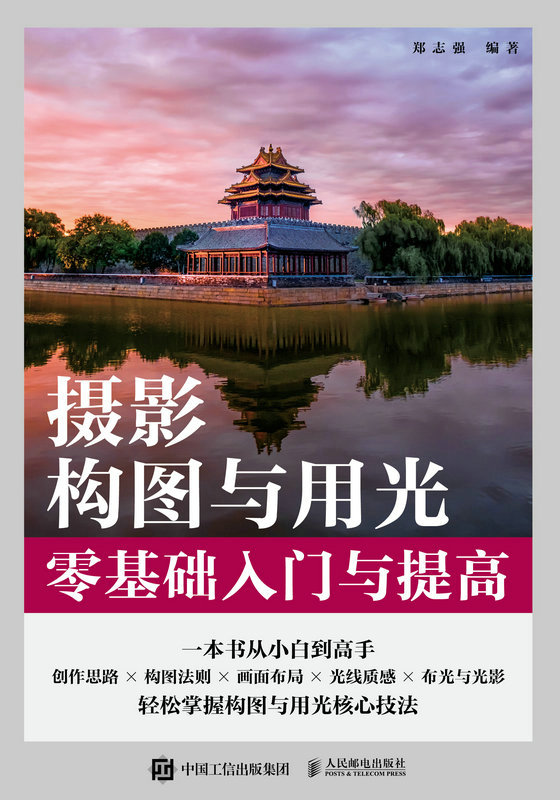 郑志强 编著
摄影
构图与用光
零基础入门与提高
一本书从小白到高手
创作思路 × 构图法则 × 画面布局 × 光线质感 × 布光与光影
轻松掌握构图与用光核心技法
中国工信出版集团 人民邮电出版社
POSTS & TELECOM PRESS